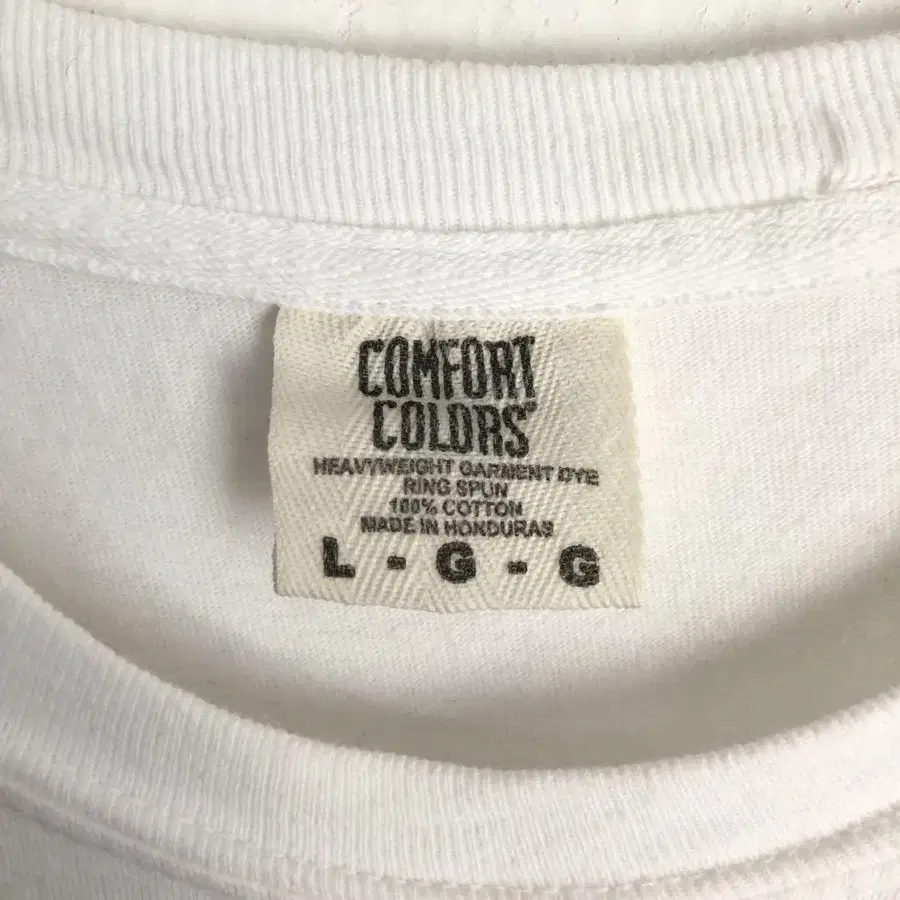 COMFORT
COLORS®
HEAVYWEIGHT GARMENT DYE
RING SPUN
100% COTTON
MADE IN HONDURAS
L - G - G